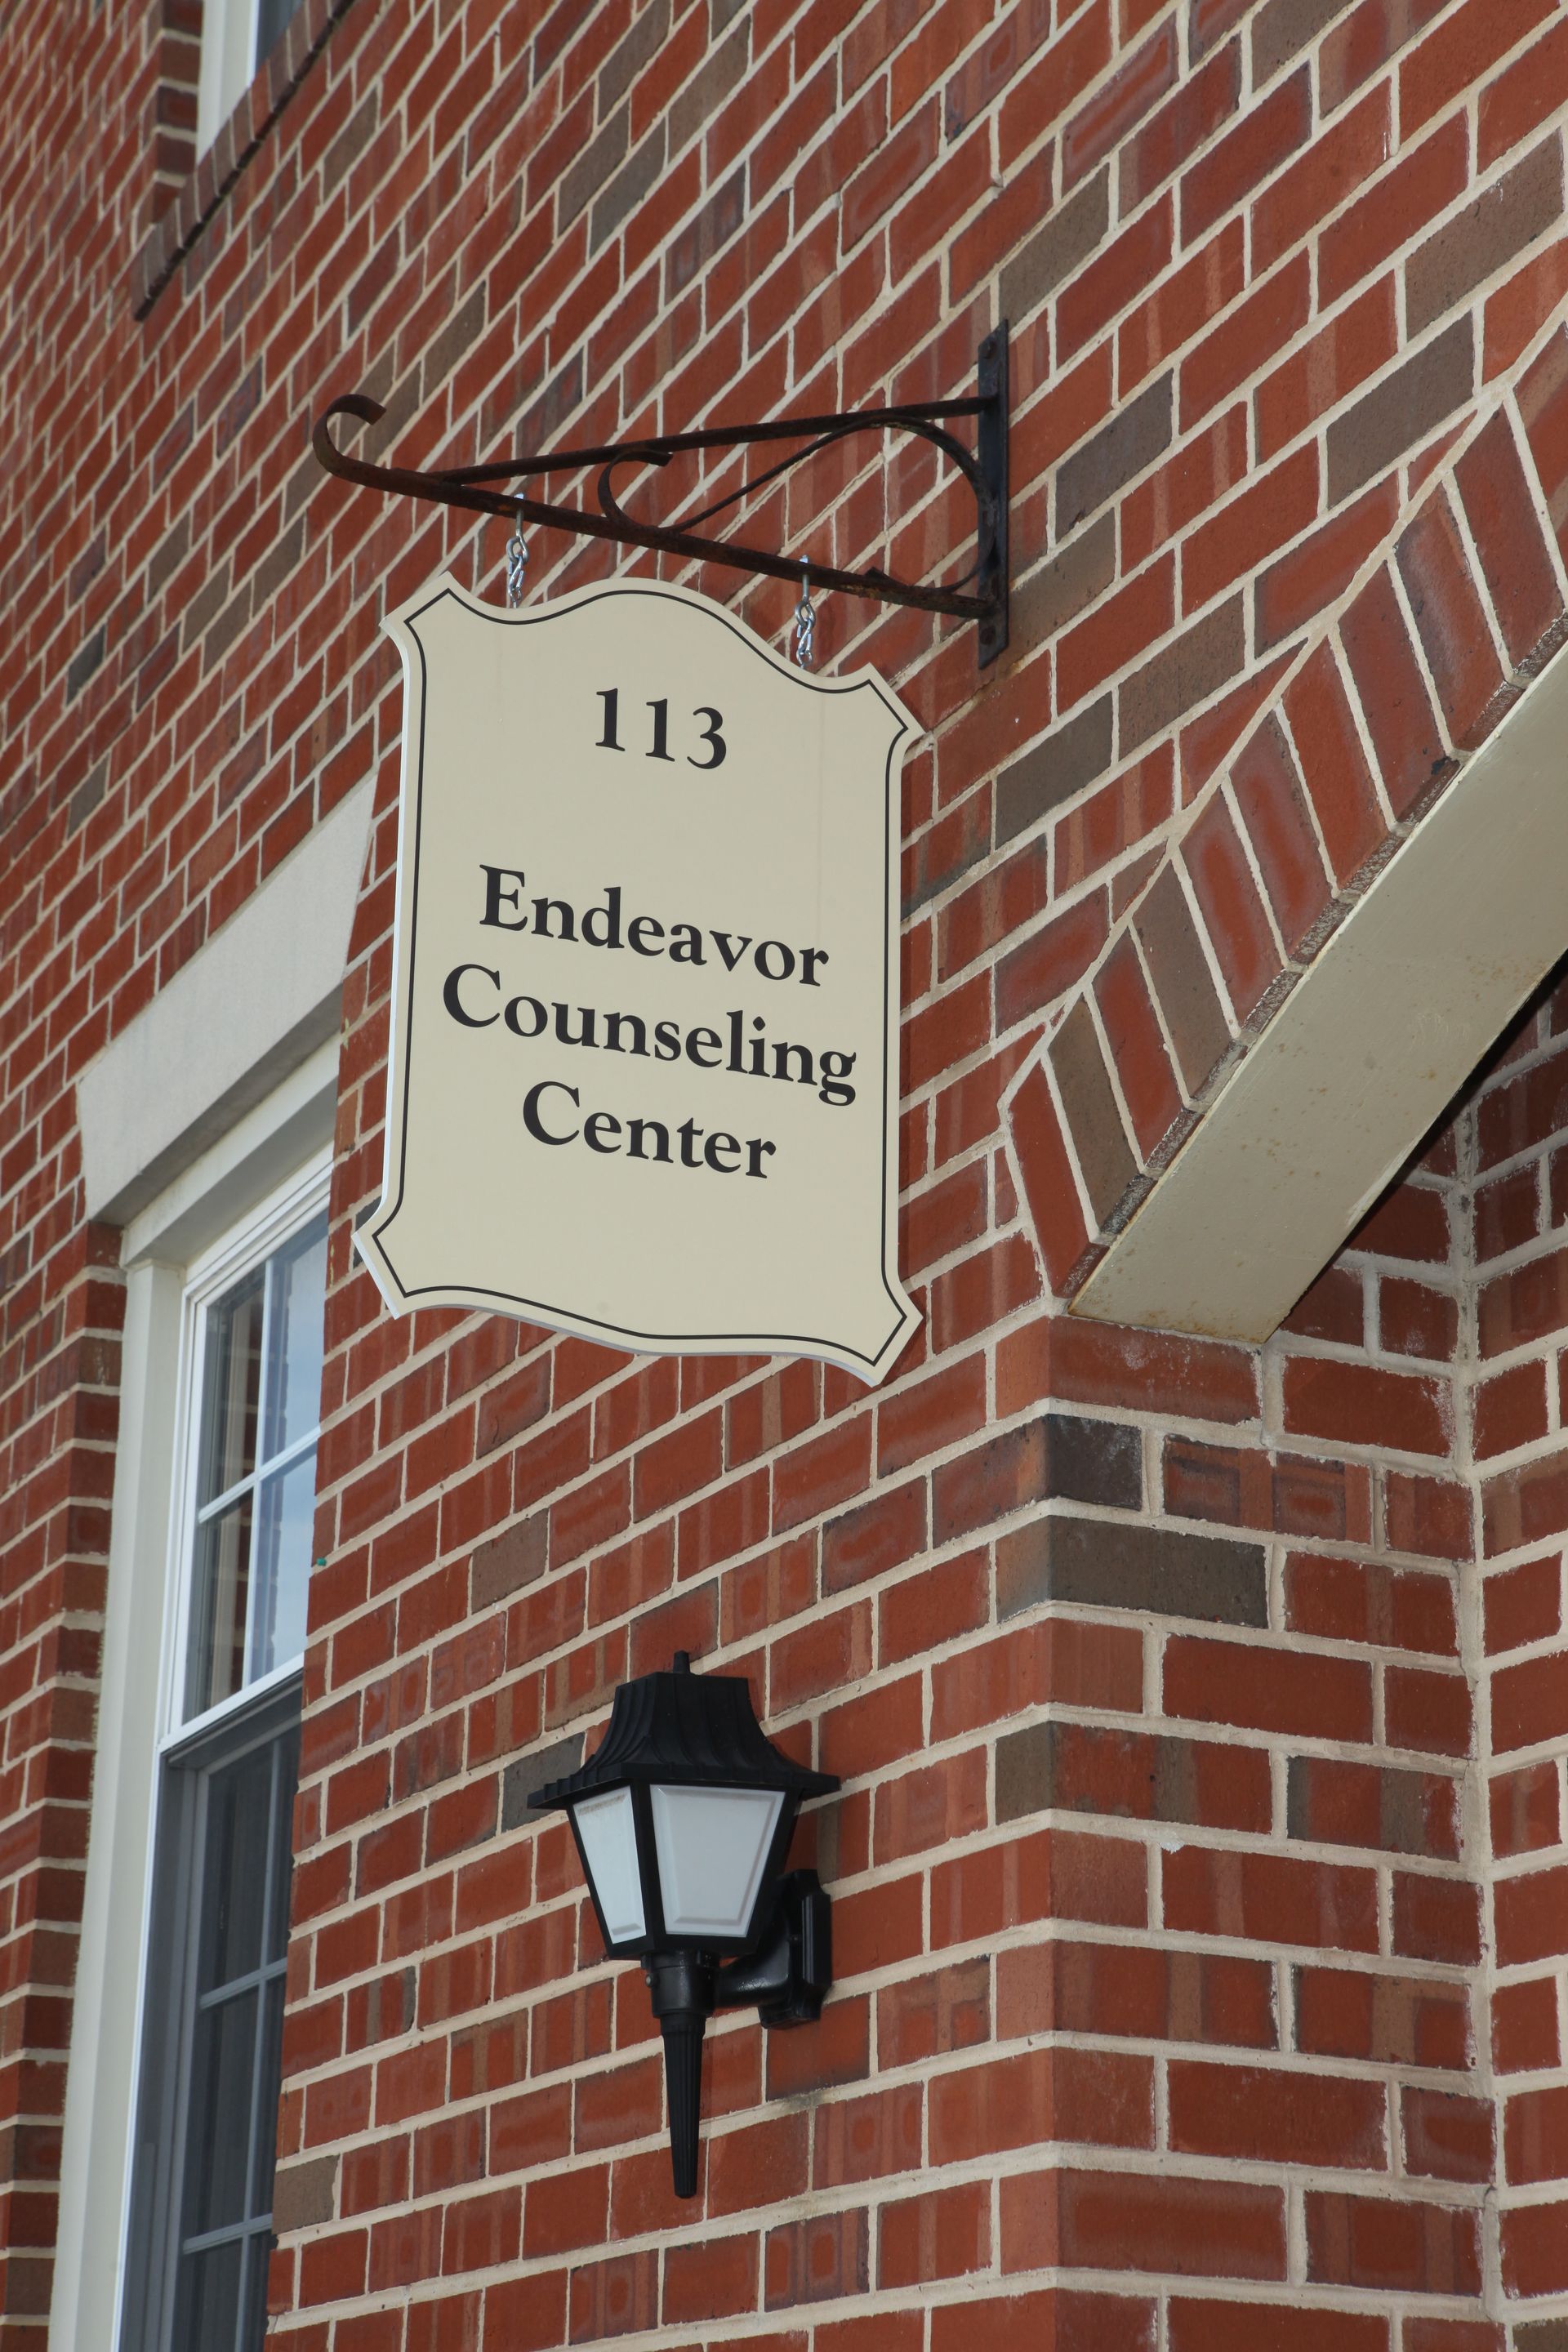 113
Endeavor
Counseling
Center